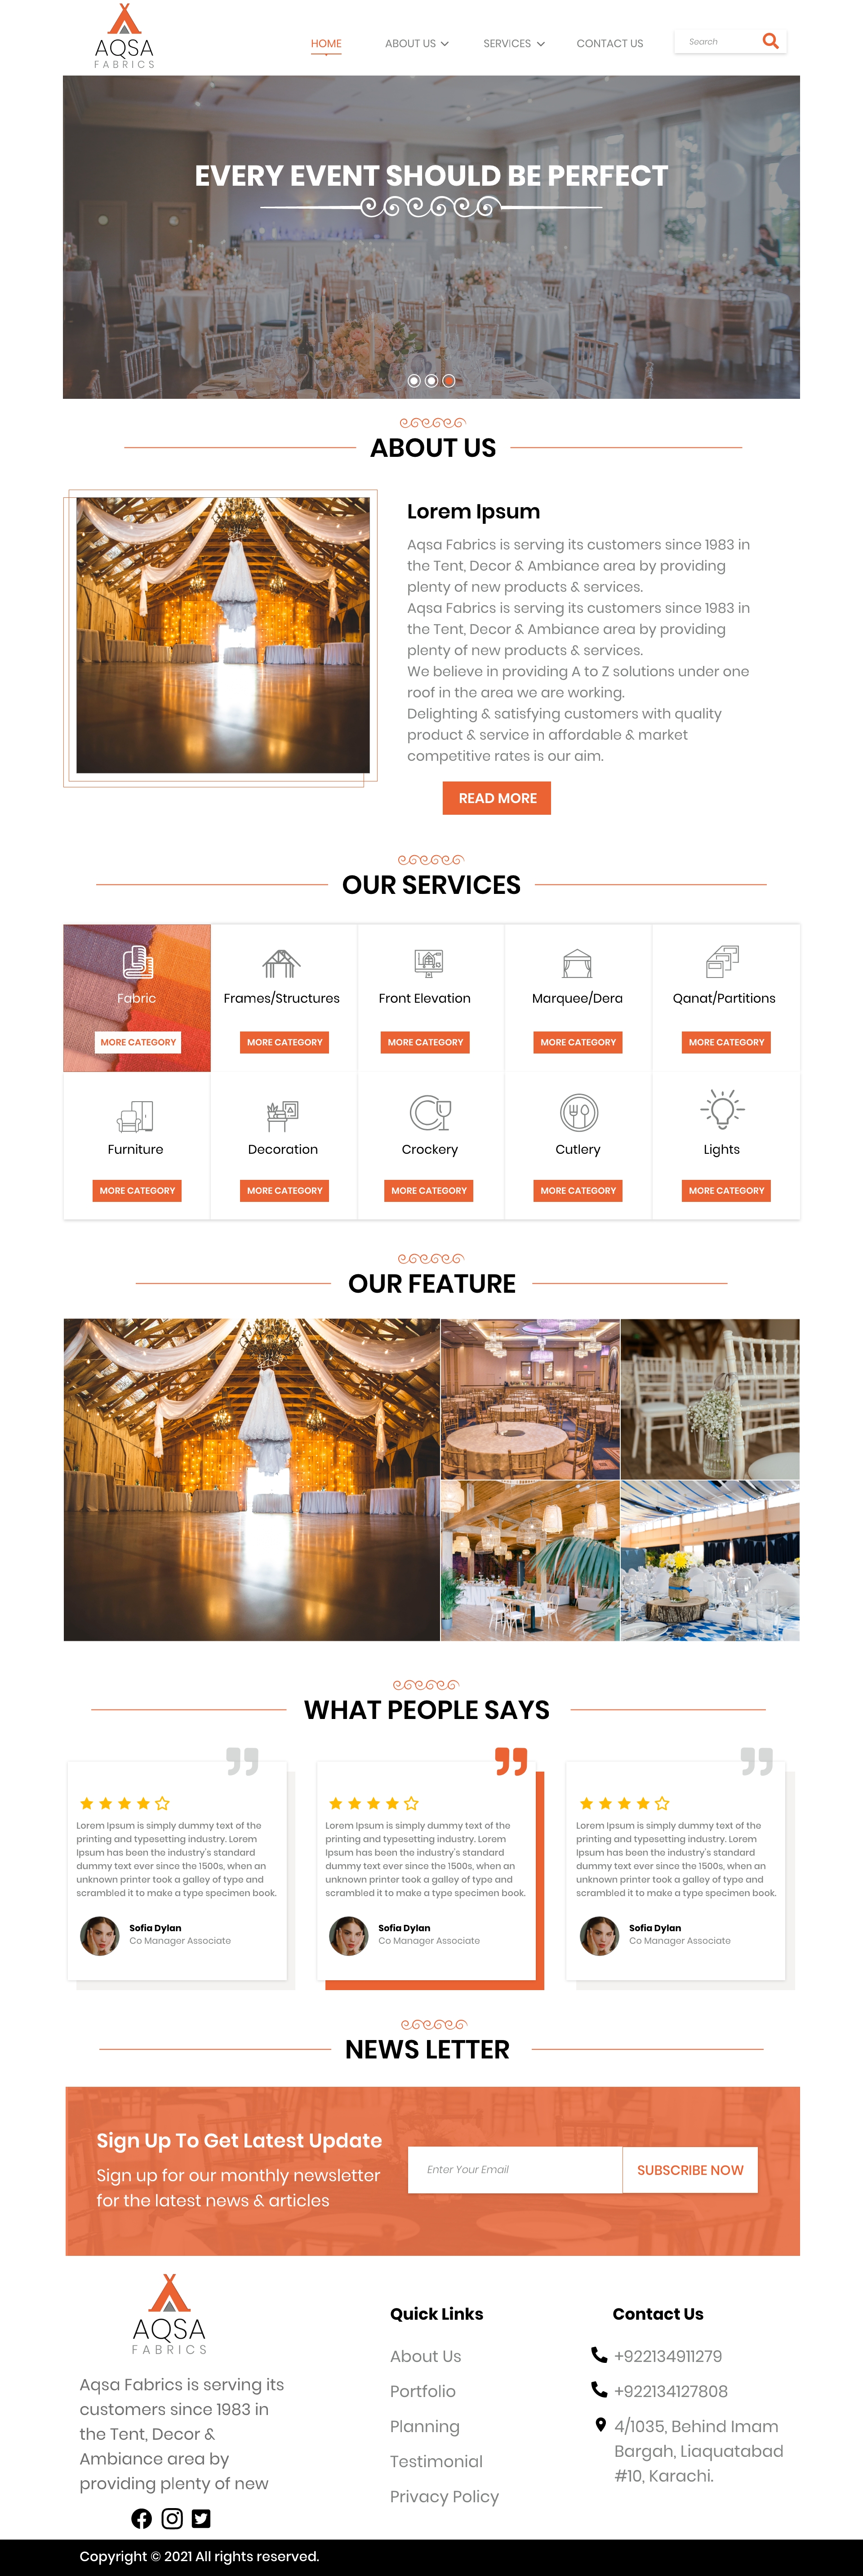 AQSA
FABRICS
HOME
ABOUT US
SERVICES
CONTACT US
Search
EVERY EVENT SHOULD BE PERFECT
ABOUT US
Lorem Ipsum
Aqsa Fabrics is serving its customers since 1983 in
the Tent, Decor & Ambiance area by providing
plenty of new products & services.
Aqsa Fabrics is serving its customers since 1983 in
the Tent, Decor & Ambiance area by providing
plenty of new products & services.
We believe in providing A to Z solutions under one
roof in the area we are working.
Delighting & satisfying customers with quality
product & service in affordable & market
competitive rates is our aim.
READ MORE
OUR SERVICES
Fabric
MORE CATEGORY
Frames/Structures
MORE CATEGORY
Front Elevation
MORE CATEGORY
Marquee/Dera
MORE CATEGORY
Qanat/Partitions
MORE CATEGORY
Furniture
MORE CATEGORY
Decoration
MORE CATEGORY
Crockery
MORE CATEGORY
Cutlery
MORE CATEGORY
Lights
MORE CATEGORY
OUR FEATURE
WHAT PEOPLE SAYS
Lorem Ipsum is simply dummy text of the
printing and typesetting industry. Lorem
Ipsum has been the industry's standard
dummy text ever since the 1500s, when an
unknown printer took a galley of type and
scrambled it to make a type specimen book.
Sofia Dylan
Co Manager Associate
Lorem Ipsum is simply dummy text of the
printing and typesetting industry. Lorem
Ipsum has been the industry's standard
dummy text ever since the 1500s, when an
unknown printer took a galley of type and
scrambled it to make a type specimen book.
Sofia Dylan
Co Manager Associate
Lorem Ipsum is simply dummy text of the
printing and typesetting industry. Lorem
Ipsum has been the industry's standard
dummy text ever since the 1500s, when an
unknown printer took a galley of type and
scrambled it to make a type specimen book.
Sofia Dylan
Co Manager Associate
NEWS LETTER
Sign Up To Get Latest Update
Sign up for our monthly newsletter
for the latest news & articles
Enter Your Email
SUBSCRIBE NOW
AQSA
FABRICS
Aqsa Fabrics is serving its
customers since 1983 in
the Tent, Decor &
Ambiance area by
providing plenty of new
Quick Links
About Us
Portfolio
Planning
Testimonial
Privacy Policy
Contact Us
+922134911279
+922134127808
4/1035, Behind Imam
Bargah, Liaquatabad
#10, Karachi.
Copyright © 2021 All rights reserved.